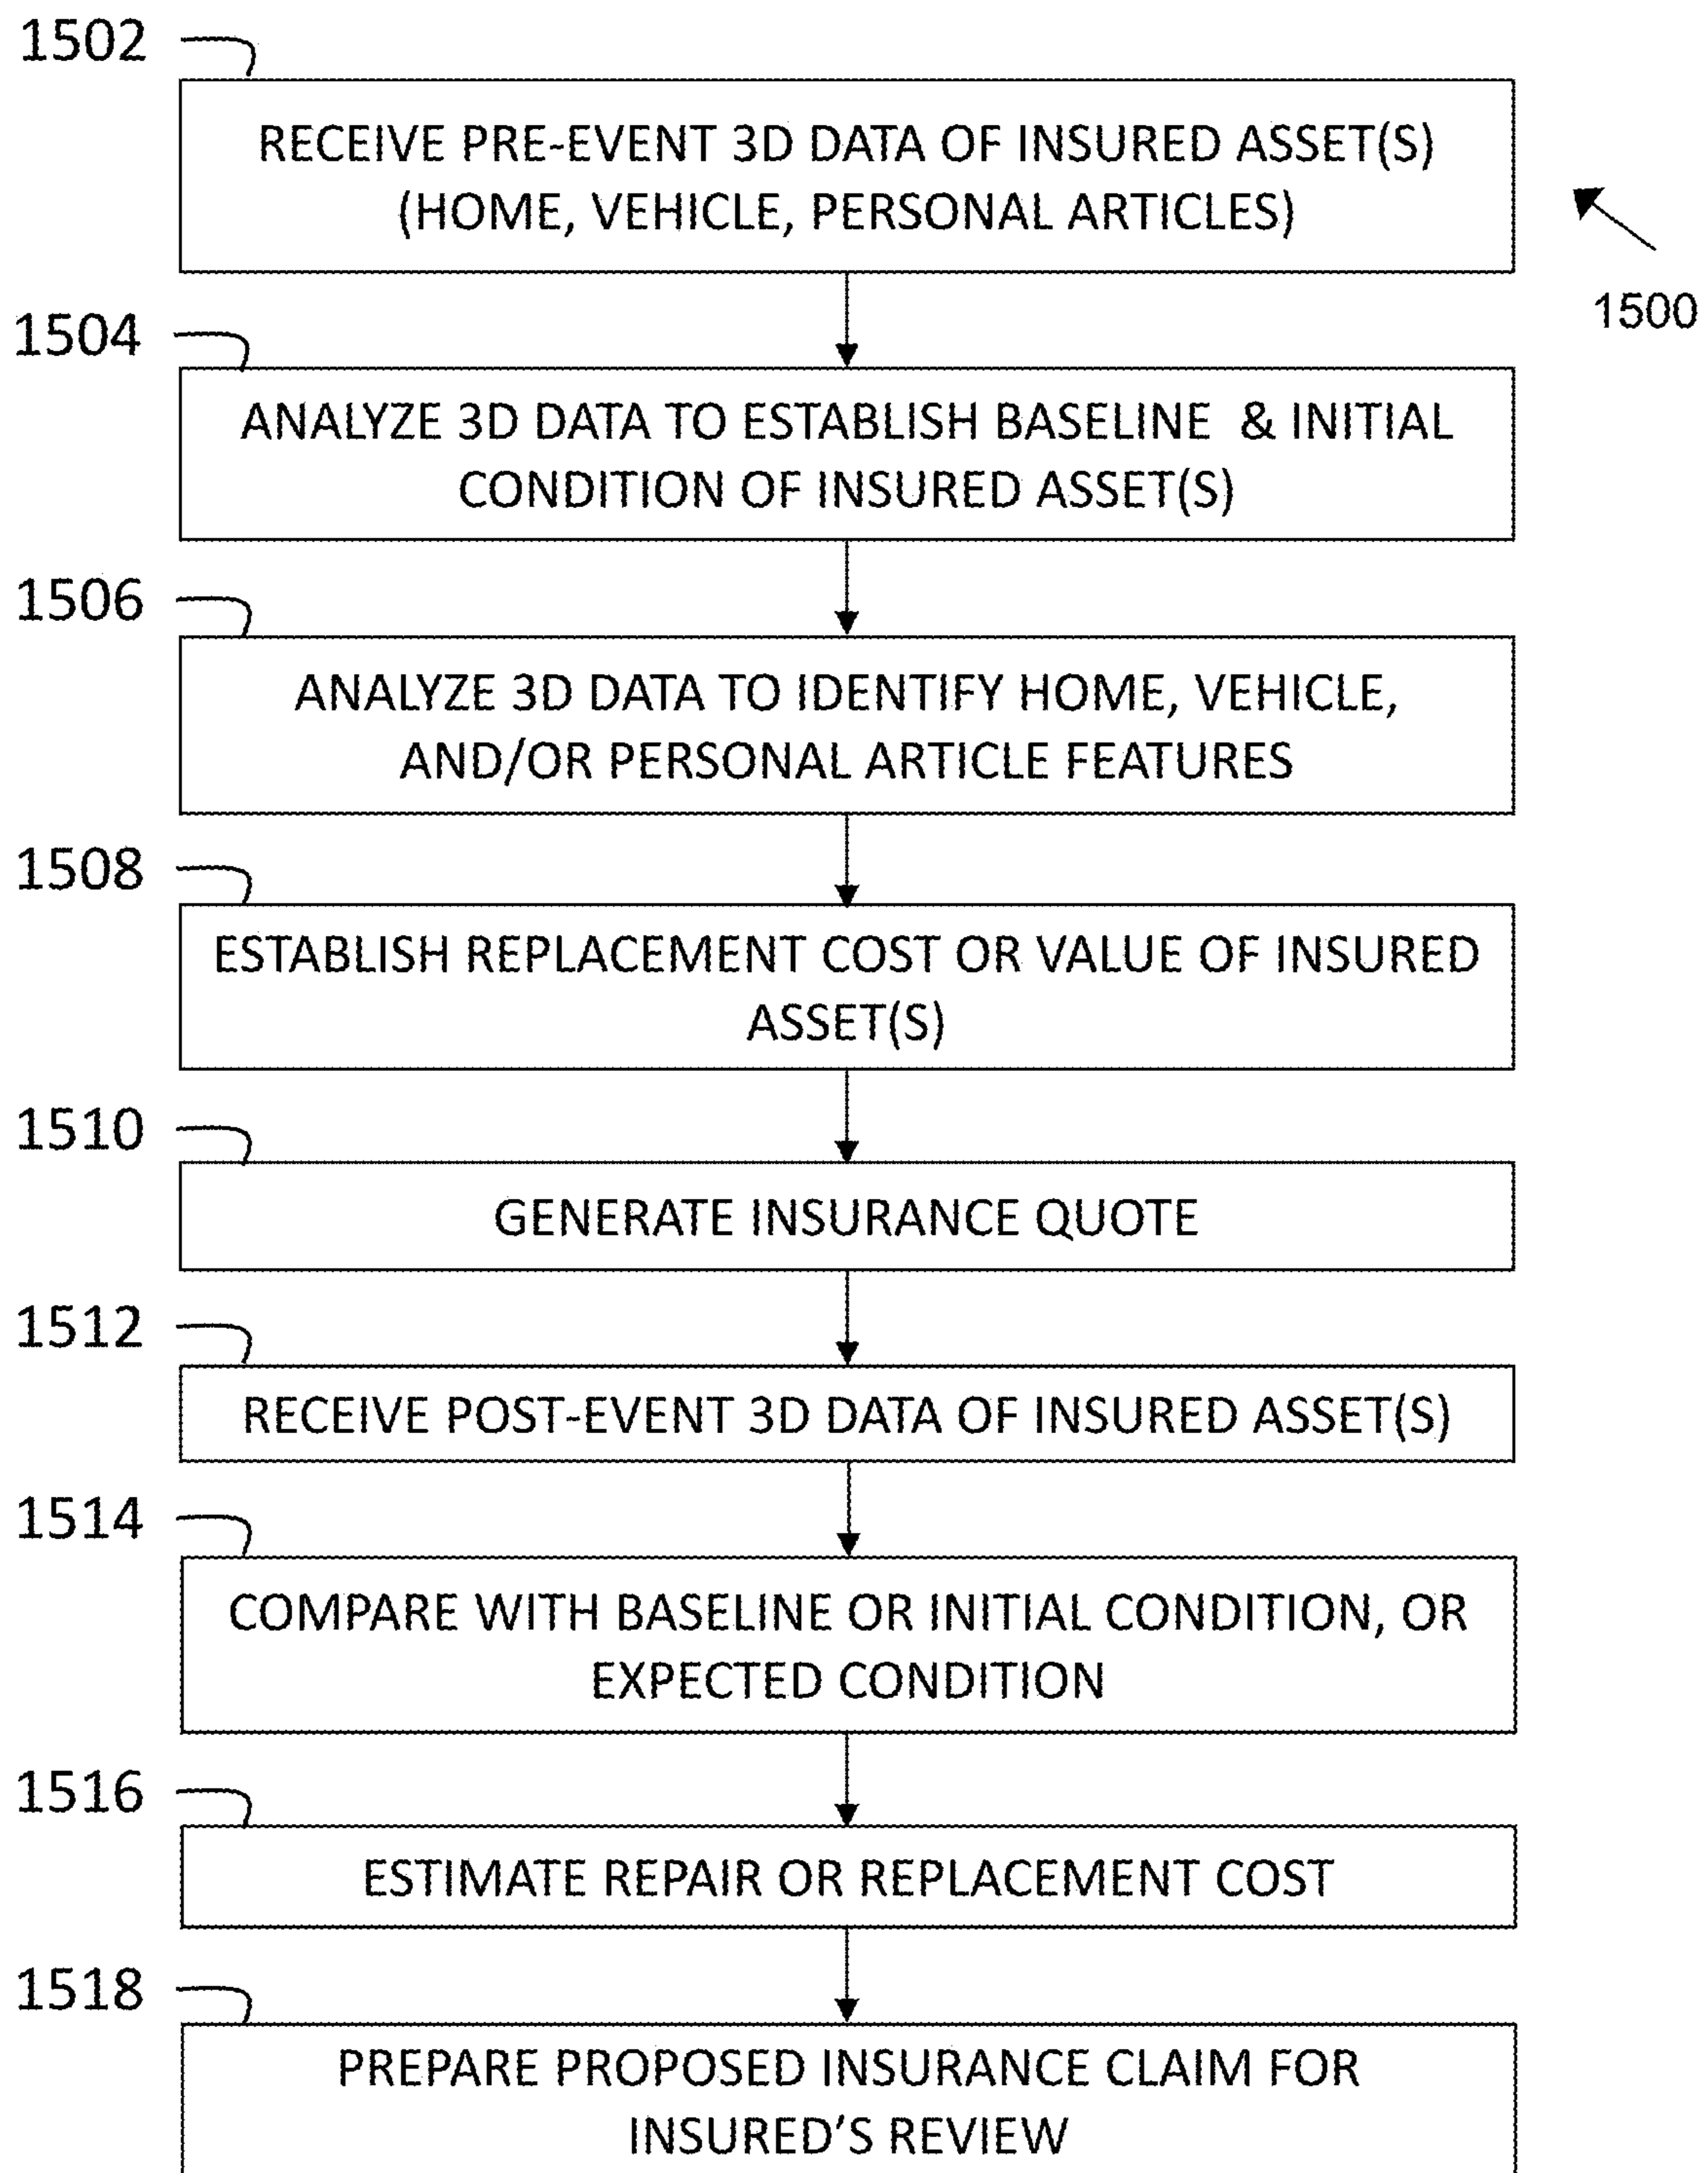 1502
RECEIVE PRE-EVENT 3D DATA OF INSURED ASSET(S)
(HOME, VEHICLE, PERSONAL ARTICLES)
1500
1504
ANALYZE 3D DATA TO ESTABLISH BASELINE & INITIAL
CONDITION OF INSURED ASSET(S)
1506
ANALYZE 3D DATA TO IDENTIFY HOME, VEHICLE,
AND/OR PERSONAL ARTICLE FEATURES
1508
ESTABLISH REPLACEMENT COST OR VALUE OF INSURED
ASSET(S)
1510
GENERATE INSURANCE QUOTE
1512
RECEIVE POST-EVENT 3D DATA OF INSURED ASSET(S)
1514
COMPARE WITH BASELINE OR INITIAL CONDITION, OR
EXPECTED CONDITION
1516
ESTIMATE REPAIR OR REPLACEMENT COST
1518
PREPARE PROPOSED INSURANCE CLAIM FOR
INSURED'S REVIEW